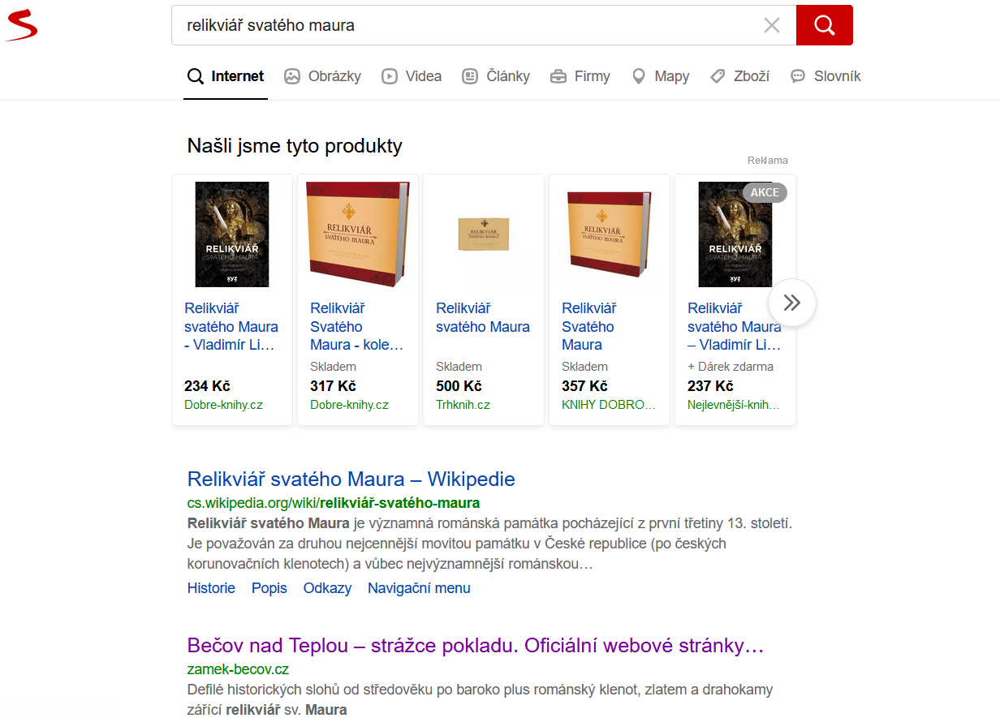 relikviář svatého maura
Internet Obrázky Videa Články Firmy Mapy Zboží Slovník
Našli jsme tyto produkty
Reklama
RELIKVIÁŘ
SVATÉHO MAURA
xyz
Relikviář
svatého Maura
- Vladimír Li…
234 Kč
Dobre-knihy.cz
RELIKVIÁŘ
SVATÉHO MAURA
Relikviář
Svatého
Maura - kole…
Skladem
317 Kč
Dobre-knihy.cz
RELIKVIÁŘ
SVATÉHO MAURA
Relikviář
svatého Maura
Skladem
500 Kč
Trhknih.cz
RELIKVIÁŘ
SVATÉHO MAURA
Relikviář
Svatého
Maura
Skladem
357 Kč
KNIHY DOBRO…
AKCE
RELIKVIÁŘ
SVATÉHO MAURA
xyz
Relikviář
svatého Maura
– Vladimír Li…
+ Dárek zdarma
237 Kč
Nejlevnější-knih…
Relikviář svatého Maura – Wikipedie
cs.wikipedia.org/wiki/relikviář-svatého-maura
Relikviář svatého Maura je významná románská památka pocházející z první třetiny 13. století.
Je považován za druhou nejcennější movitou památku v České republice (po českých
korunovačních klenotech) a vůbec nejvýznamnější románskou…
Historie Popis Odkazy Navigační menu
Bečov nad Teplou – strážce pokladu. Oficiální webové stránky…
zamek-becov.cz
Defilé historických slohů od středověku po baroko plus románský klenot, zlatem a drahokamy
zářící relikviář sv. Maura